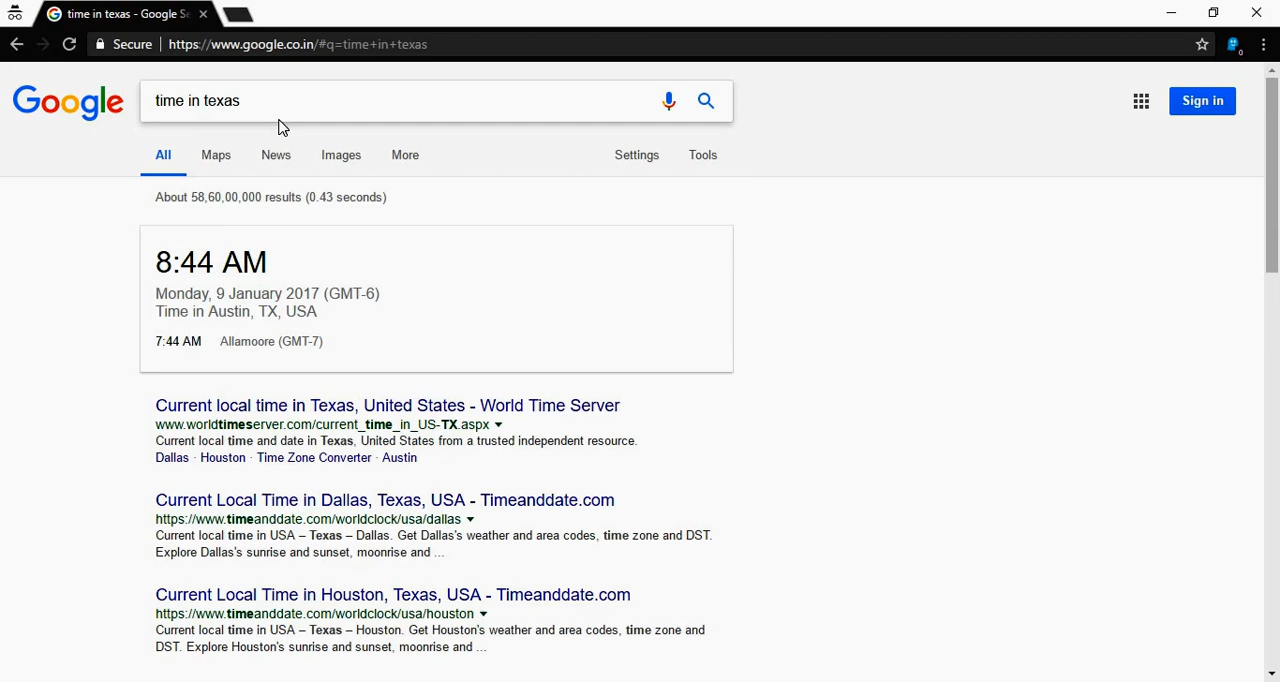 time in texas - Google Se
Secure https://www.google.co.in/#q=time+in+texas
0
Google
time in texas
Sign in
All Maps News Images More Settings Tools
About 58,60,00,000 results (0.43 seconds)
8:44 AM
Monday, 9 January 2017 (GMT-6)
Time in Austin, TX, USA
7:44 AM Allamoore (GMT-7)
Current local time in Texas, United States - World Time Server
www.worldtimeserver.com/current_time_in_US-TX.aspx
Current local time and date in Texas, United States from a trusted independent resource.
Dallas · Houston · Time Zone Converter · Austin
Current Local Time in Dallas, Texas, USA - Timeanddate.com
https://www.timeanddate.com/worldclock/usa/dallas
Current local time in USA – Texas – Dallas. Get Dallas's weather and area codes, time zone and DST.
Explore Dallas's sunrise and sunset, moonrise and ...
Current Local Time in Houston, Texas, USA - Timeanddate.com
https://www.timeanddate.com/worldclock/usa/houston
Current local time in USA – Texas – Houston. Get Houston's weather and area codes, time zone and
DST. Explore Houston's sunrise and sunset, moonrise and ...